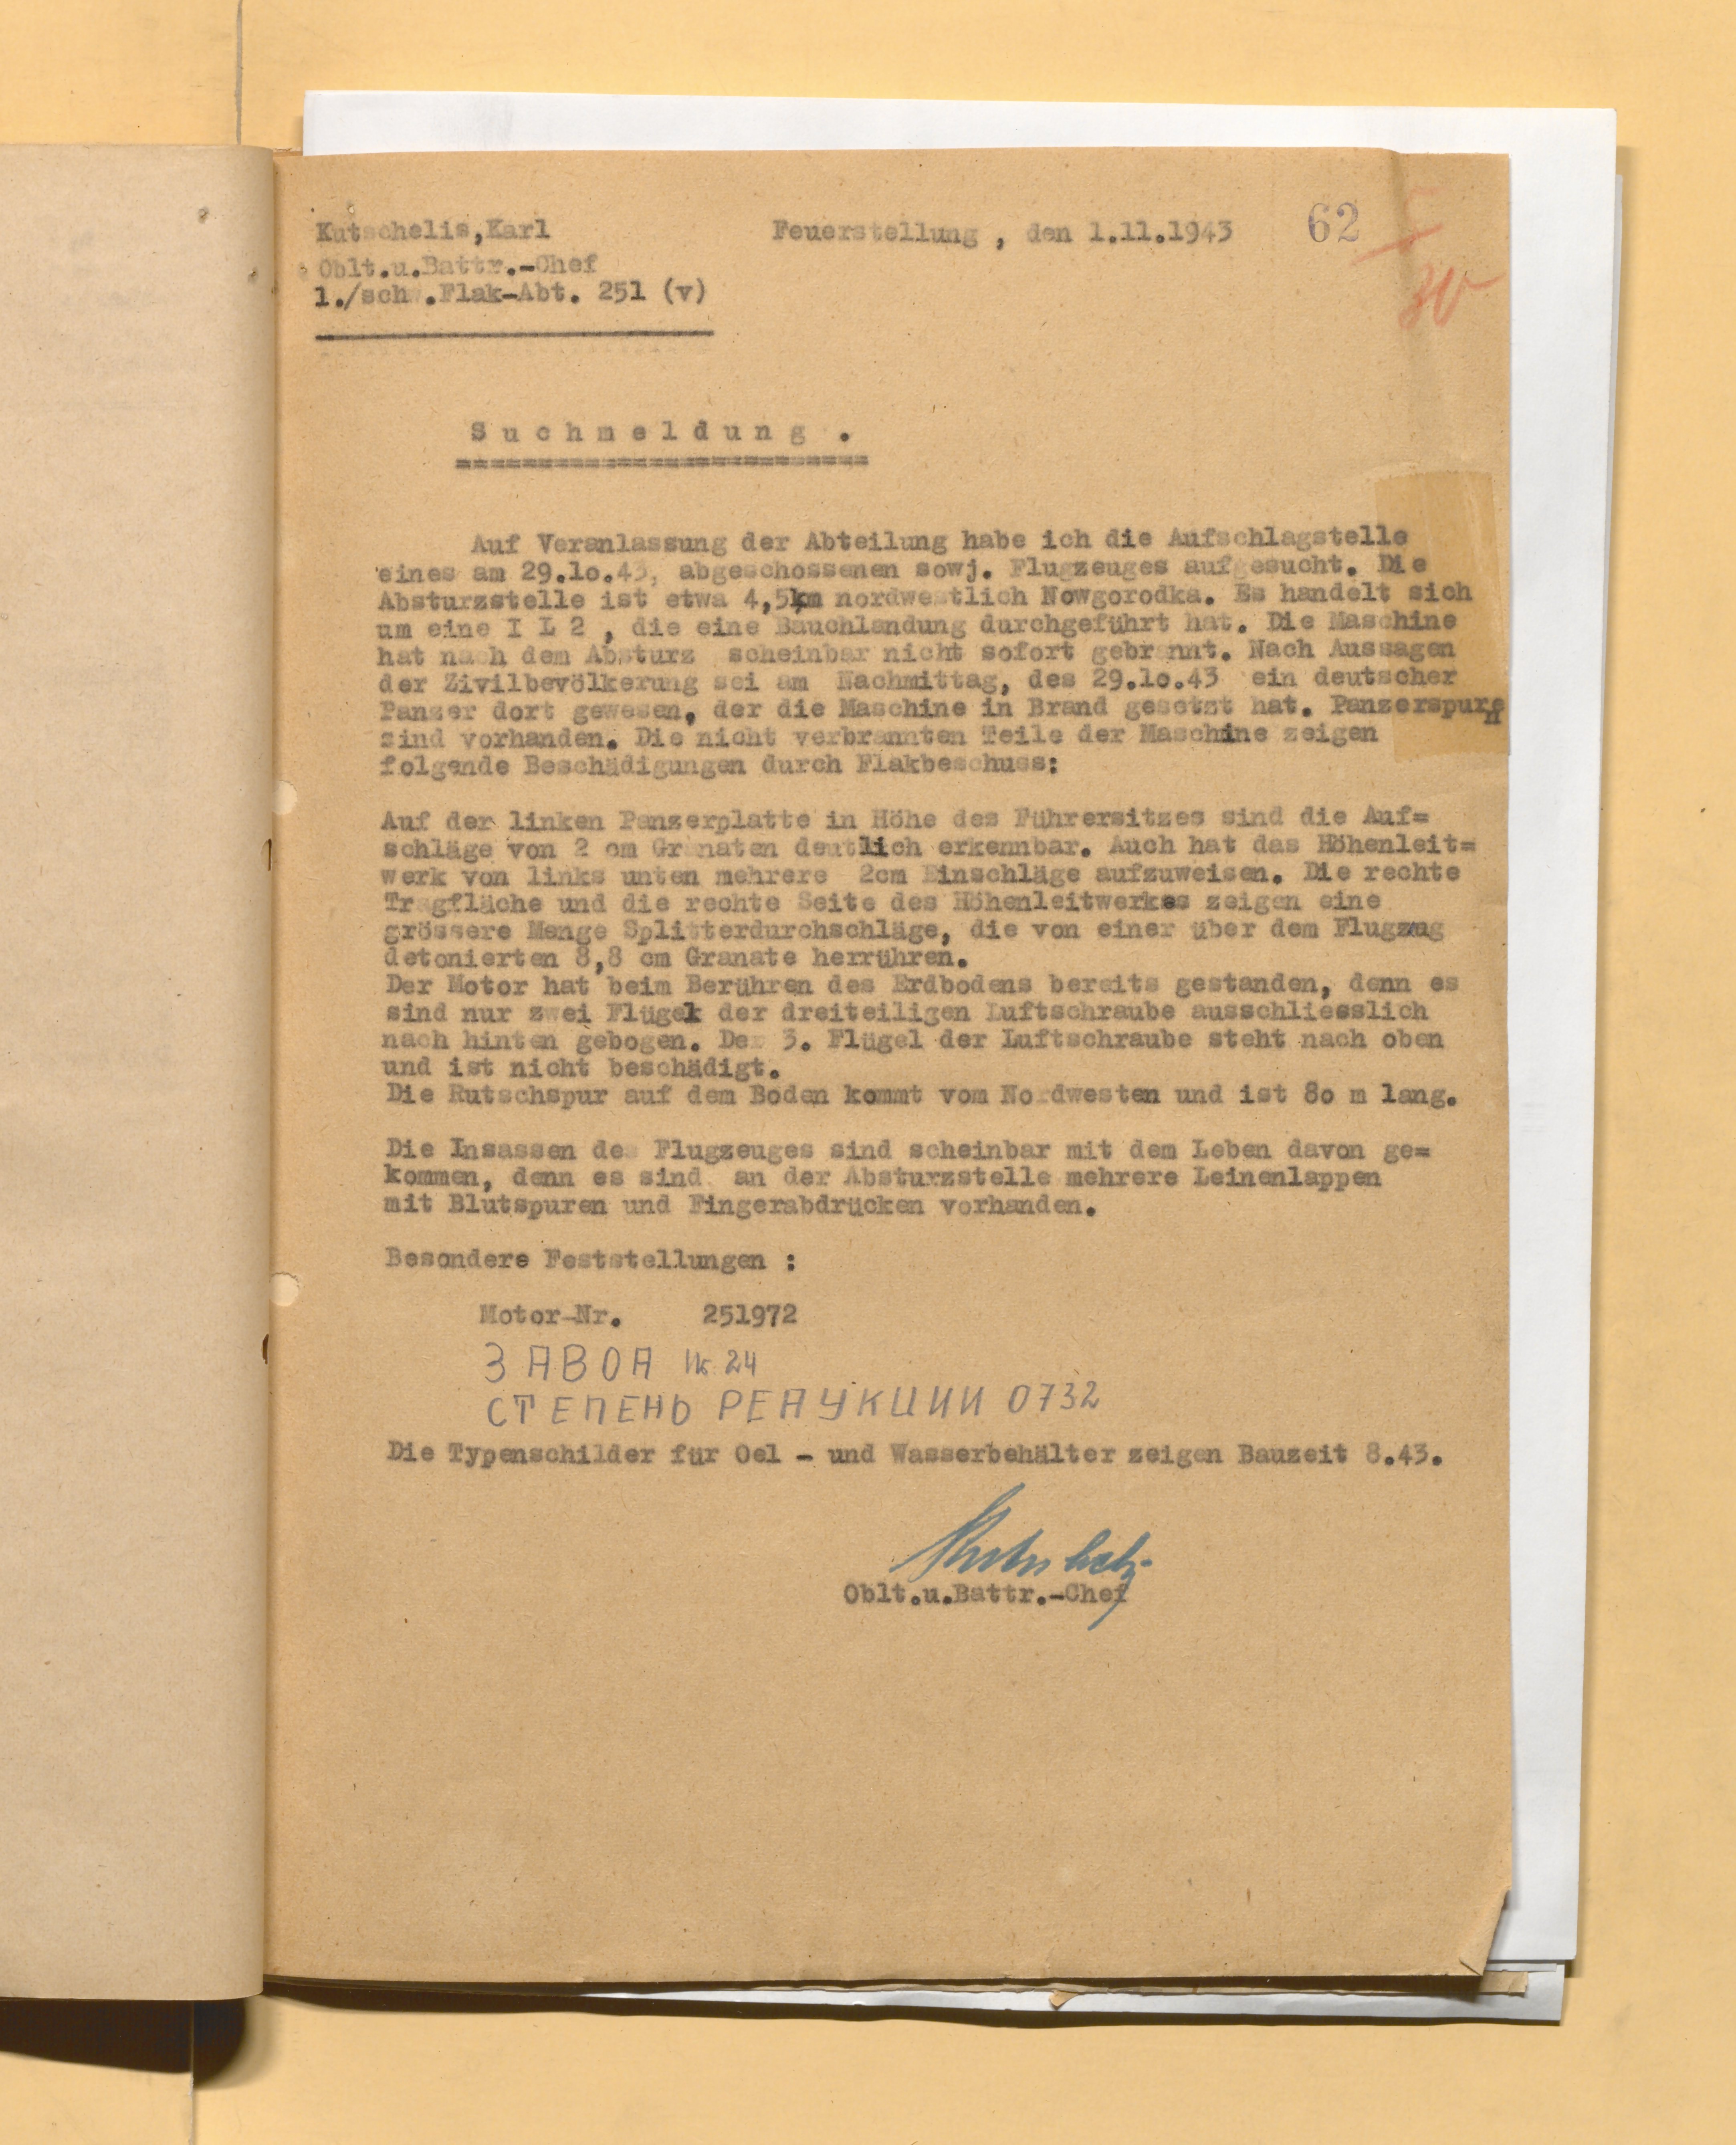 Kutschelis,Karl
Feuerstellung , den 1.11.1943
62
30
Oblt.u.Battr.-Chef
1./schw.Flak-Abt. 251 (v)
S u c h m e l d u n g .
Auf Veranlassung der Abteilung habe ich die Aufschlagstelle
eines am 29.1o.43, abgeschossenen sowj. Flugzeuges aufgesucht. Die
Absturzstelle ist etwa 4,5km nordwestlich Nowgorodka. Es handelt sich
um eine I L 2 , die eine Bauchlandung durchgeführt hat. Die Maschine
hat nach dem Absturz scheinbar nicht sofort gebrannt. Nach Aussagen
der Zivilbevölkerung sei am Nachmittag, des 29.1o.43 ein deutscher
Panzer dort gewesen, der die Maschine in Brand gesetzt hat. Panzerspuren
sind vorhanden. Die nicht verbrannten Teile der Maschine zeigen
folgende Beschädigungen durch Flakbeschuss:
Auf der linken Panzerplatte in Höhe des Führersitzes sind die Auf=
schläge von 2 cm Granaten deutlich erkennbar. Auch hat das Höhenleit=
werk von links unten mehrere 2cm Einschläge aufzuweisen. Die rechte
Tragfläche und die rechte Seite des Höhenleitwerkes zeigen eine
grössere Menge Splitterdurchschläge, die von einer über dem Flugzug
detonierten 8,8 cm Granate herrühren.
Der Motor hat beim Berühren des Erdbodens bereits gestanden, denn es
sind nur zwei Flügel der dreiteiligen Luftschraube ausschliesslich
nach hinten gebogen. Der 3. Flügel der Luftschraube steht nach oben
und ist nicht beschädigt.
Die Rutschspur auf dem Boden kommt vom Nordwesten und ist 8o m lang.
Die Insassen des Flugzeuges sind scheinbar mit dem Leben davon ge=
kommen, denn es sind an der Absturzstelle mehrere Leinenlappen
mit Blutspuren und Fingerabdrücken vorhanden.
Besondere Feststellungen :
Motor-Nr. 251972
ЗАВОА № 24
СТЕПЕНЬ РЕАУКЦИИ 0732
Die Typenschilder für Oel - und Wasserbehälter zeigen Bauzeit 8.43.
Oblt.u.Battr.-Chef